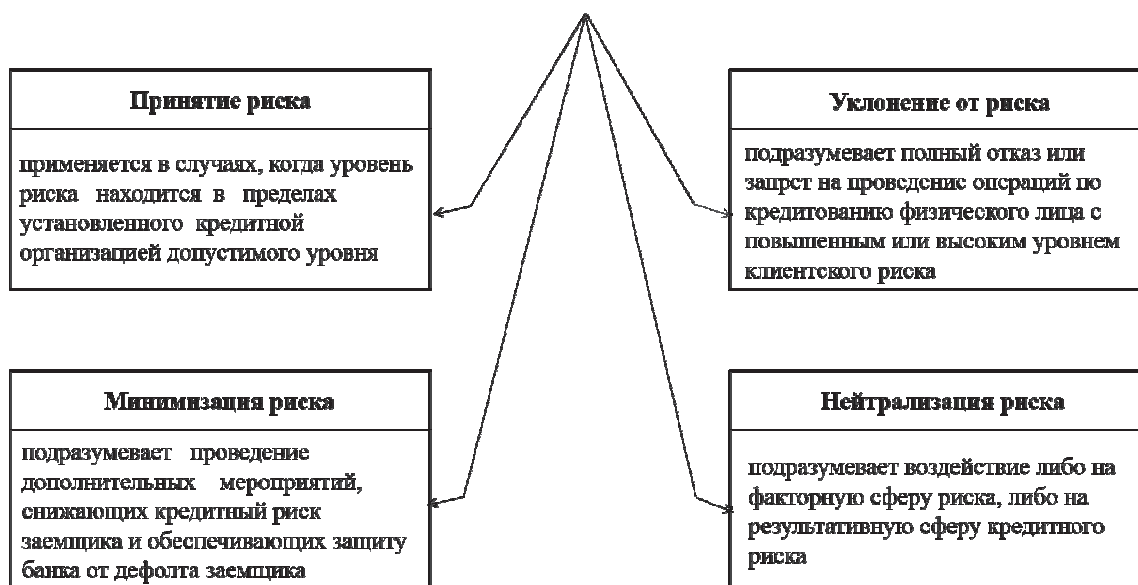 Принятие риска
применяется в случаях, когда уровень
риска находится в пределах
установленного кредитной
организацией допустимого уровня
Уклонение от риска
подразумевает полный отказ или
запрет на проведение операций по
кредитованию физического лица с
повышенным или высоким уровнем
клиентского риска
Минимизация риска
подразумевает проведение
дополнительных мероприятий,
снижающих кредитный риск
заемщика и обеспечивающих защиту
банка от дефолта заемщика
Нейтрализация риска
подразумевает воздействие либо на
факторную сферу риска, либо на
результативную сферу кредитного
риска